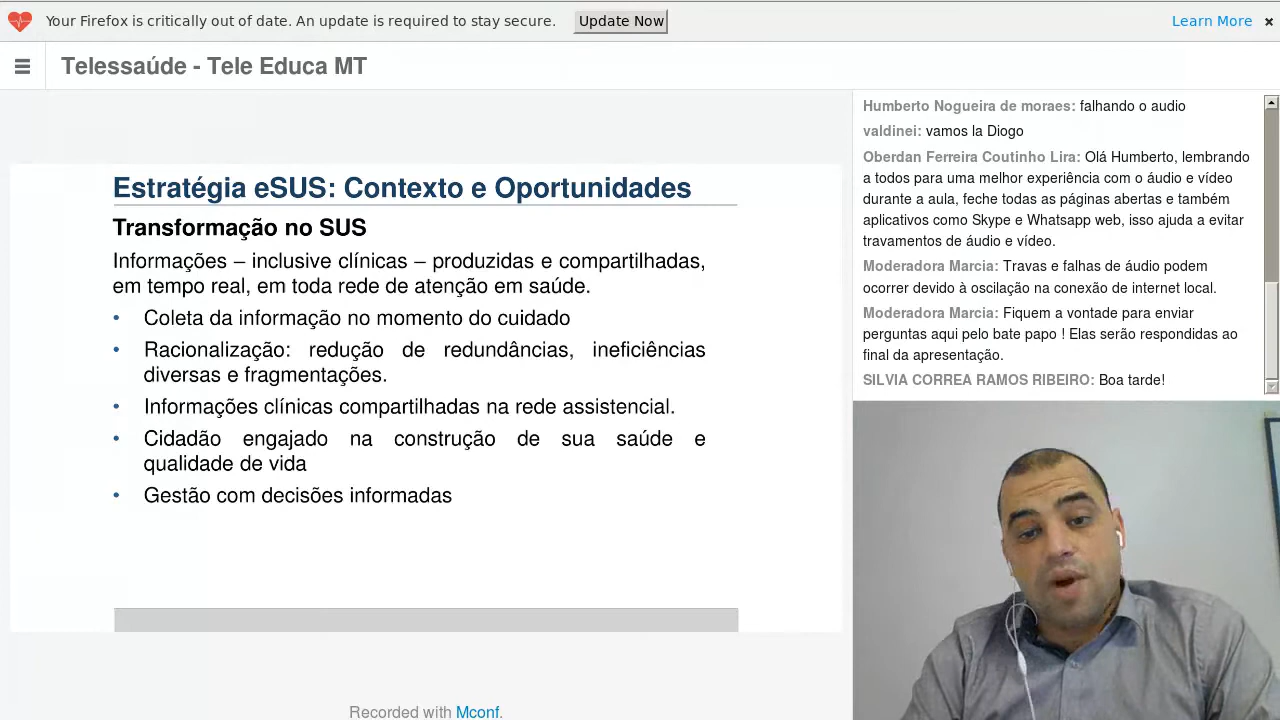 Your Firefox is critically out of date. An update is required to stay secure.
Update Now
Learn More
Telessaúde - Tele Educa MT
Estratégia eSUS: Contexto e Oportunidades
Transformação no SUS
Informações – inclusive clínicas – produzidas e compartilhadas,
em tempo real, em toda rede de atenção em saúde.
• Coleta da informação no momento do cuidado
• Racionalização: redução de redundâncias, ineficiências
diversas e fragmentações.
• Informações clínicas compartilhadas na rede assistencial.
• Cidadão engajado na construção de sua saúde e
qualidade de vida
• Gestão com decisões informadas
Recorded with Mconf.
Humberto Nogueira de moraes: falhando o audio
valdinei: vamos la Diogo
Oberdan Ferreira Coutinho Lira: Olá Humberto, lembrando
a todos para uma melhor experiência com o áudio e vídeo
durante a aula, feche todas as páginas abertas e também
aplicativos como Skype e Whatsapp web, isso ajuda a evitar
travamentos de áudio e vídeo.
Moderadora Marcia: Travas e falhas de áudio podem
ocorrer devido à oscilação na conexão de internet local.
Moderadora Marcia: Fiquem a vontade para enviar
perguntas aqui pelo bate papo ! Elas serão respondidas ao
final da apresentação.
SILVIA CORREA RAMOS RIBEIRO: Boa tarde!